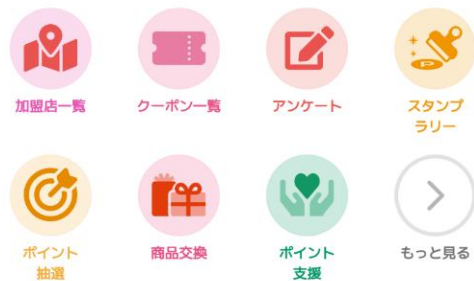 加盟店一覧
クーポン一覧
アンケート
スタンプ
ラリー
ポイント
抽選
商品交換
ポイント
支援
もっと見る